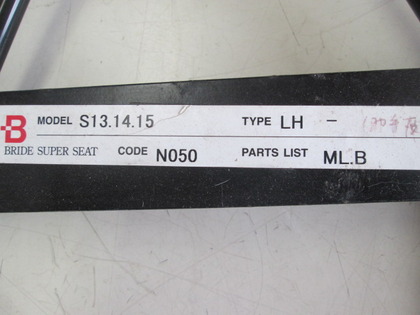 B MODEL S13.14.15 TYPE LH -
BRIDE SUPER SEAT CODE N050 PARTS LIST ML.B